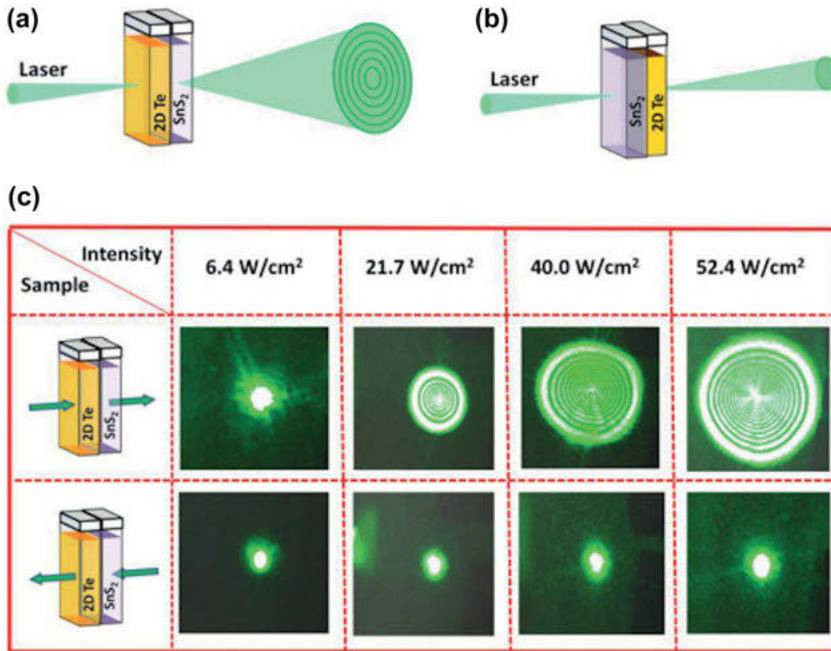 (a)
Laser
2D Te
SnS₂
(b)
Laser
SnS₂
2D Te
(c)
Intensity
Sample
6.4 W/cm²
21.7 W/cm²
40.0 W/cm²
52.4 W/cm²
2D Te
SnS₂
2D Te
SnS₂